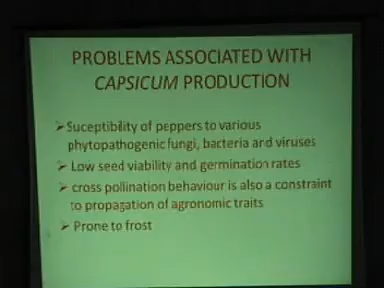 PROBLEMS ASSOCIATED WITH
CAPSICUM PRODUCTION
➢Suceptibility of peppers to various
phytopathogenic fungi, bacteria and viruses
➢ Low seed viability and germination rates
➢ cross pollination behaviour is also a constraint
to propagation of agronomic traits
➢ Prone to frost